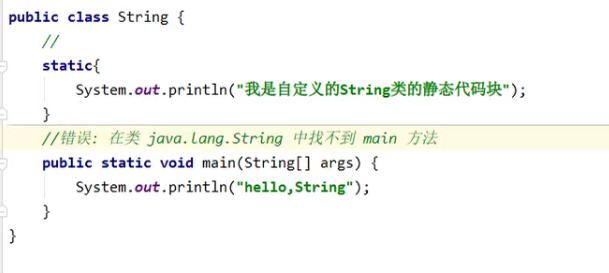 public class String {
    //
    static{
        System.out.println("我是自定义的String类的静态代码块");
    }
    //错误: 在类 java.lang.String 中找不到 main 方法
    public static void main(String[] args) {
        System.out.println("hello,String");
    }
}